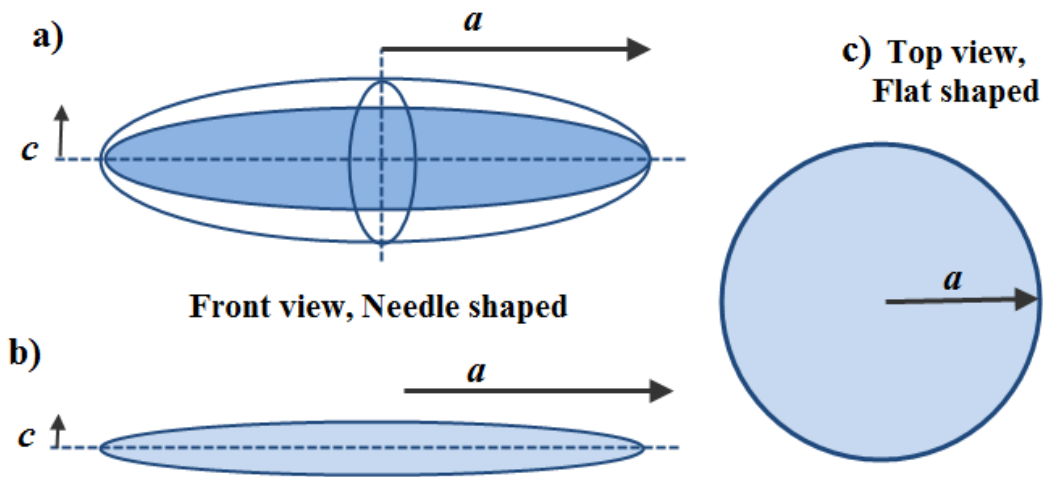 a)
a
c
Front view, Needle shaped
b)
a
c
c) Top view,
Flat shaped
a